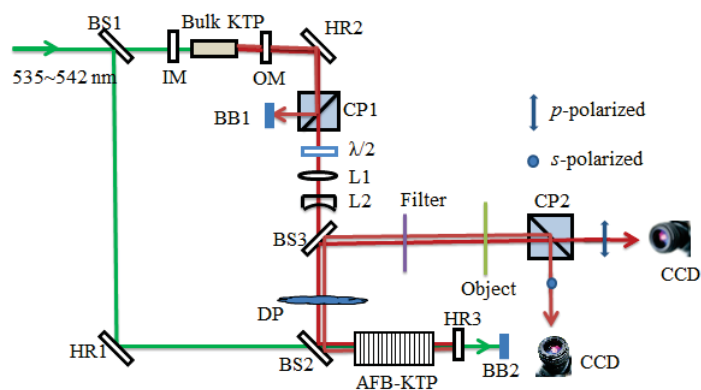 BS1
Bulk KTP
HR2
535~542 nm
IM
OM
BB1
CP1
λ/2
L1
L2
p-polarized
s-polarized
Filter
CP2
BS3
Object
CCD
DP
HR3
HR1
BS2
AFB-KTP
BB2
CCD